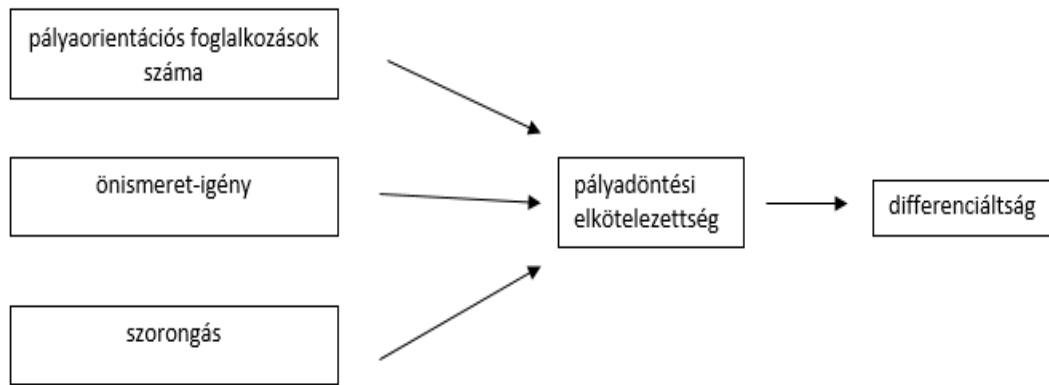 pályaorientációs foglalkozások
száma
önismeret-igény
pályadöntési
elkötelezettség
differenciáltság
szorongás